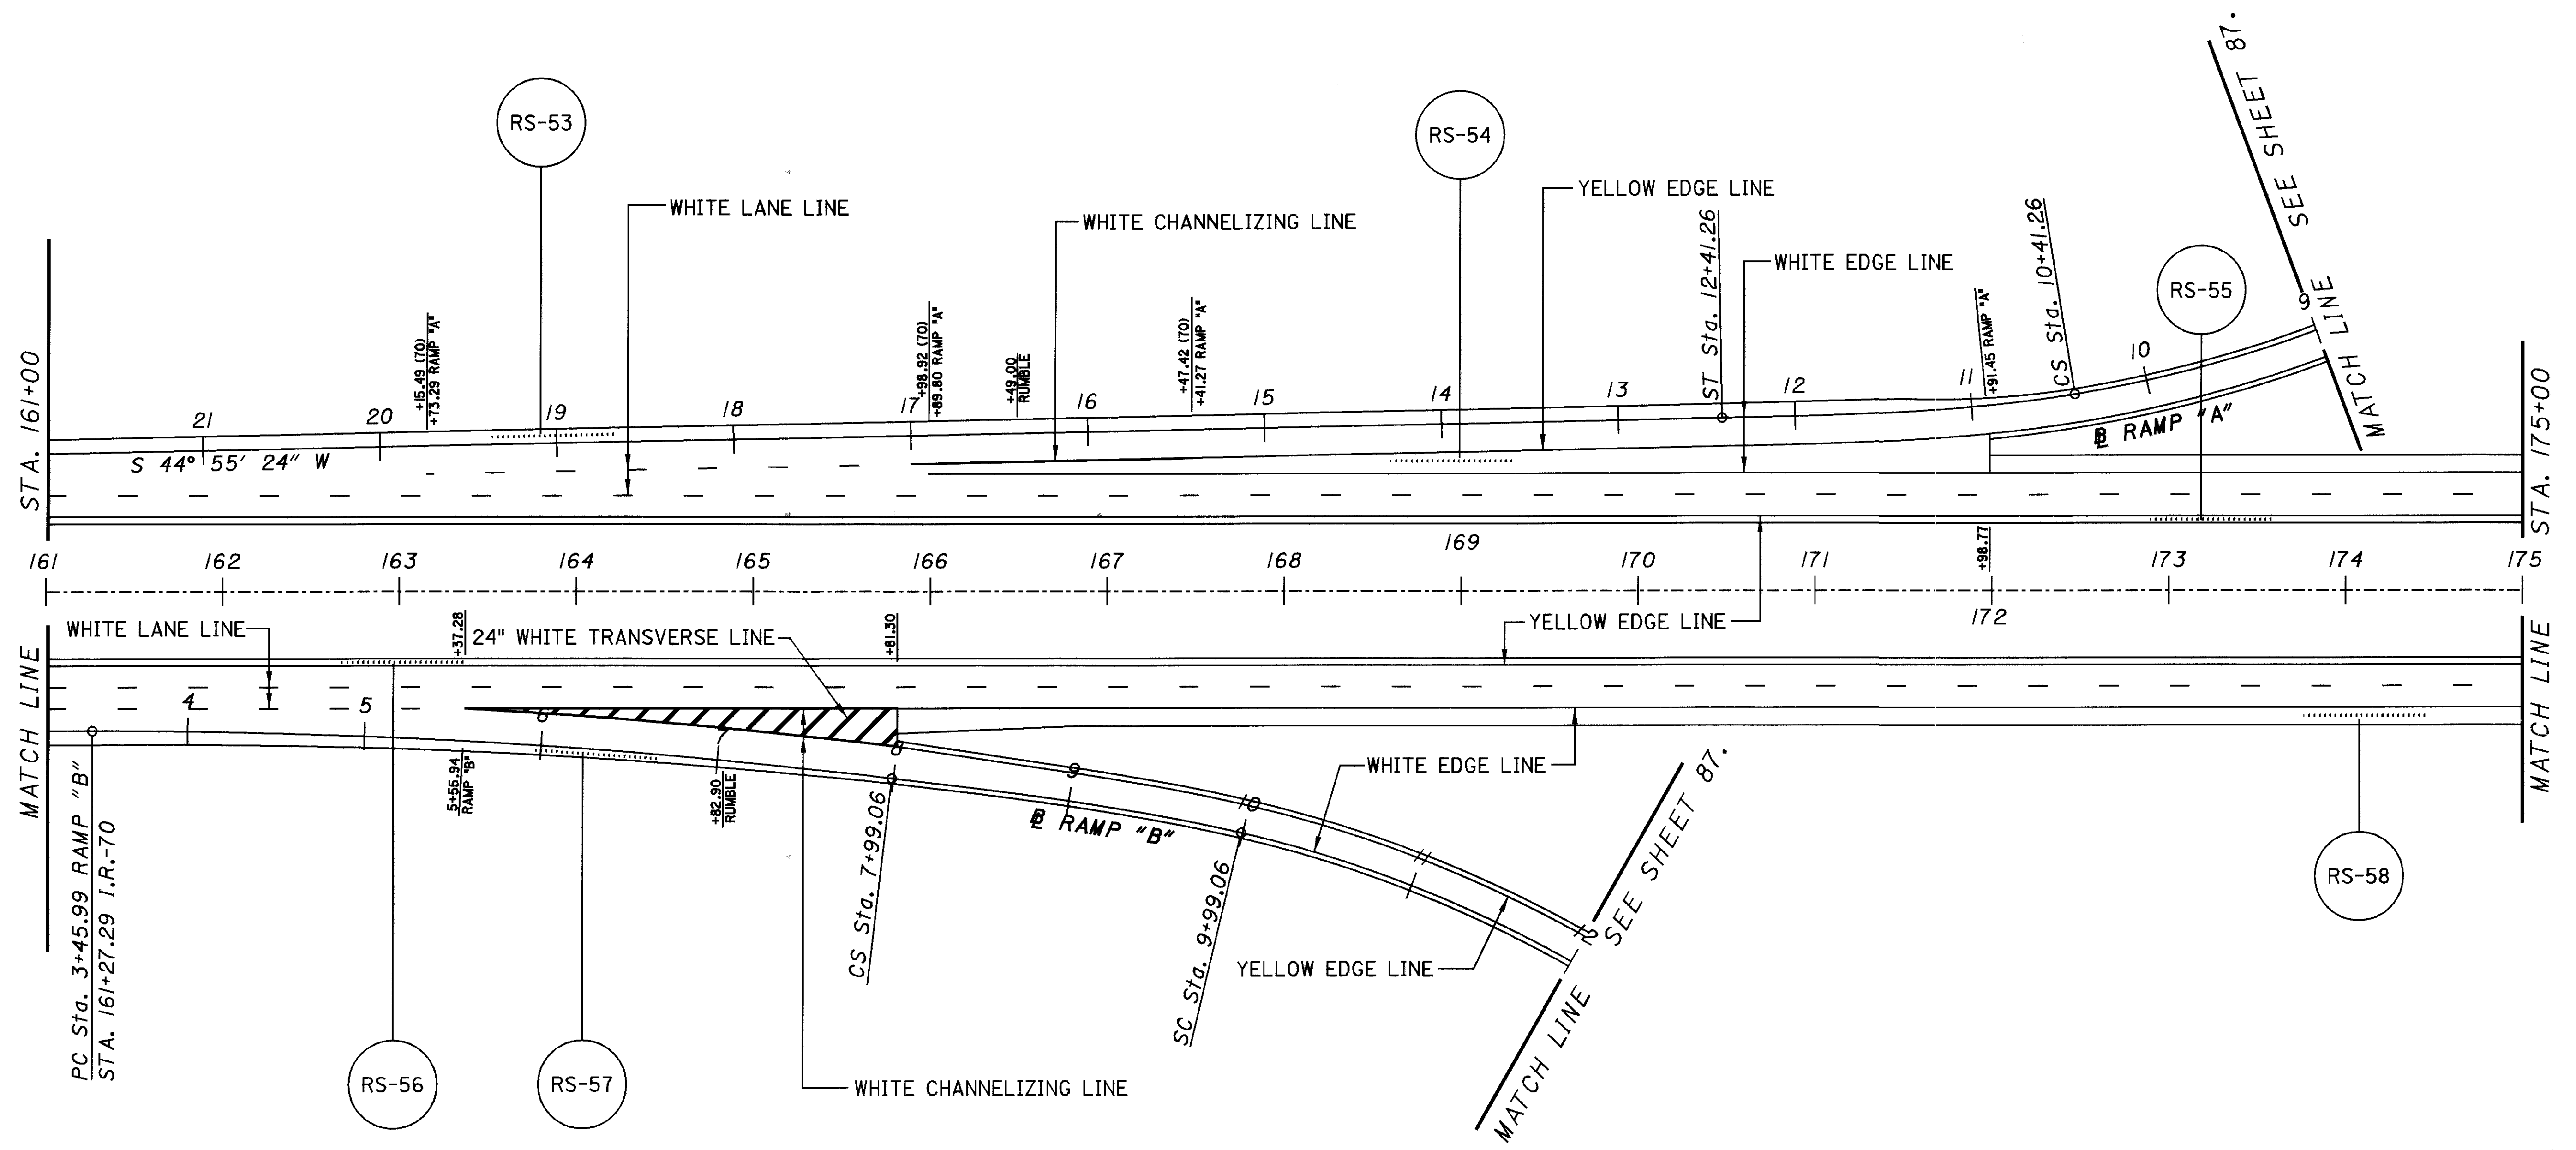 SEE SHEET 87.
RS-53
RS-54
RS-55
YELLOW EDGE LINE
WHITE LANE LINE
WHITE CHANNELIZING LINE
WHITE EDGE LINE
ST Sta. 12+41.26
CS Sta. 10+41.26
MATCH LINE
STA. 161+00
STA. 175+00
+15.49 (70)
+73.29 RAMP "A"
+98.92 (70)
+89.80 RAMP "A"
+49.00
RUMBLE
+47.42 (70)
+41.27 RAMP "A"
+91.45 RAMP "A"
21 20 19 18 17 16 15 14 13 12 11 10 9
S 44° 55' 24" W
℄ RAMP "A"
+98.77
161 162 163 164 165 166 167 168 169 170 171 172 173 174 175
WHITE LANE LINE
+37.28
24" WHITE TRANSVERSE LINE
+81.30
YELLOW EDGE LINE
MATCH LINE
MATCH LINE
4 5 6 8 9 10 11 12
PC Sta. 3+45.99 RAMP "B"
STA. 161+27.29 I.R.-70
5+55.94
RAMP "B"
+82.90
RUMBLE
℄ RAMP "B"
WHITE EDGE LINE
CS Sta. 7+99.06
SC Sta. 9+99.06
YELLOW EDGE LINE
SEE SHEET 87.
MATCH LINE
RS-58
RS-56
RS-57
WHITE CHANNELIZING LINE